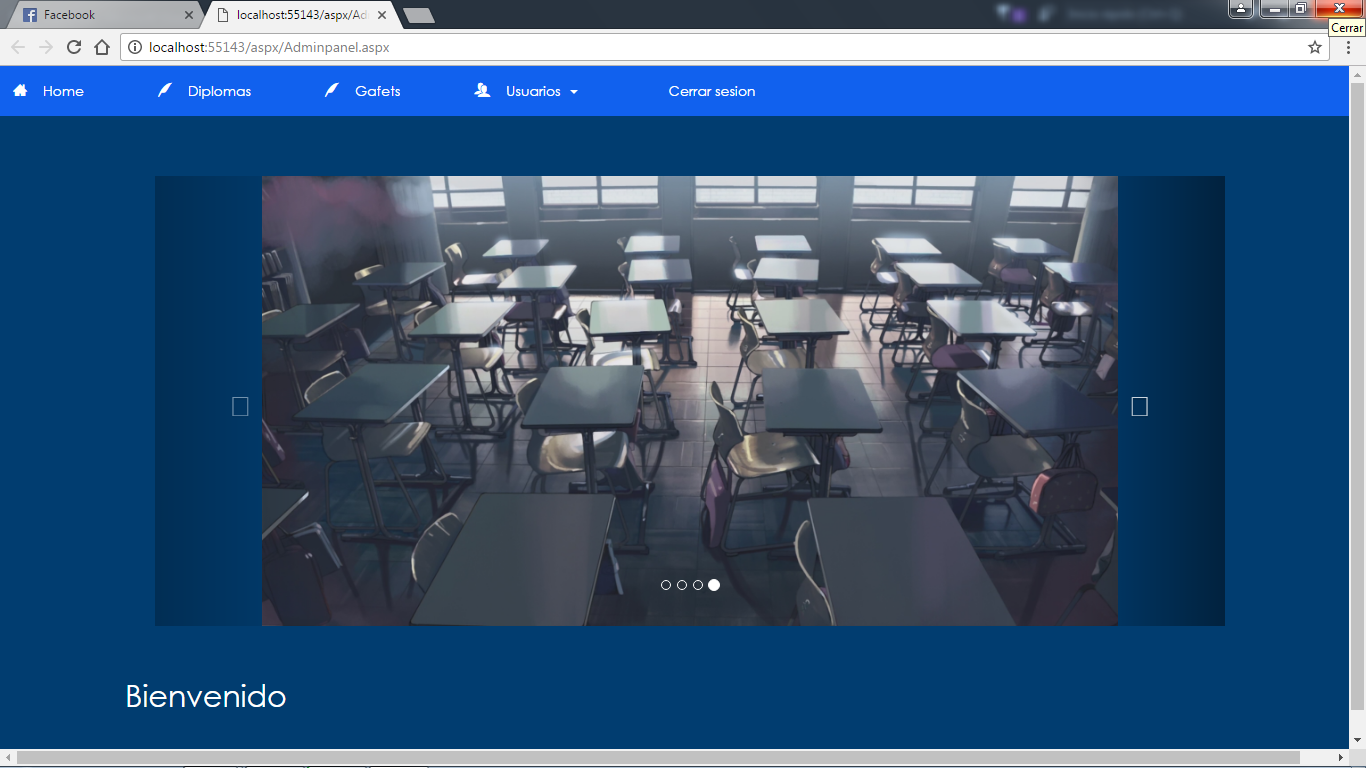 Facebook
localhost:55143/aspx/Ad
Cerrar
localhost:55143/aspx/Adminpanel.aspx
Home
Diplomas
Gafets
Usuarios
Cerrar sesion
Bienvenido